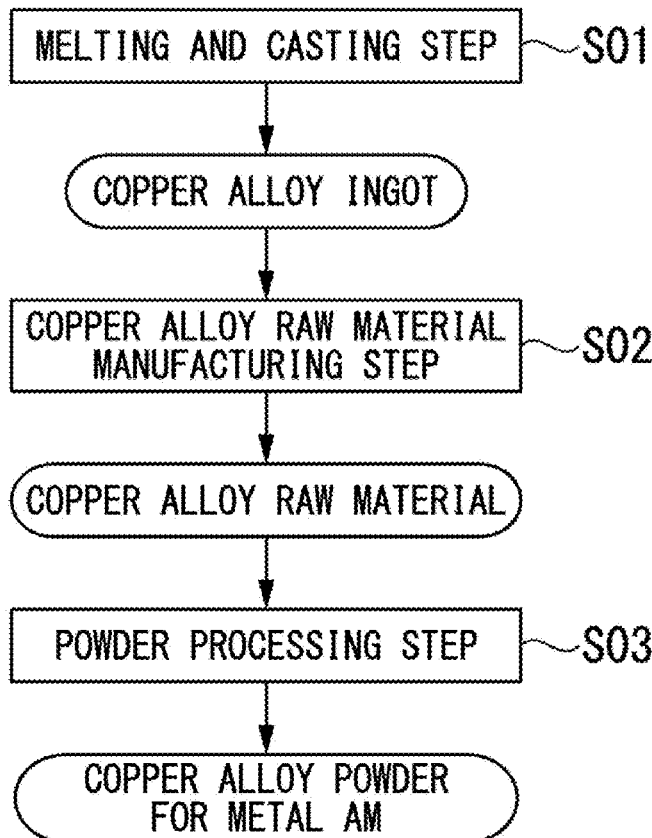 MELTING AND CASTING STEP S01
COPPER ALLOY INGOT
COPPER ALLOY RAW MATERIAL
MANUFACTURING STEP S02
COPPER ALLOY RAW MATERIAL
POWDER PROCESSING STEP S03
COPPER ALLOY POWDER
FOR METAL AM